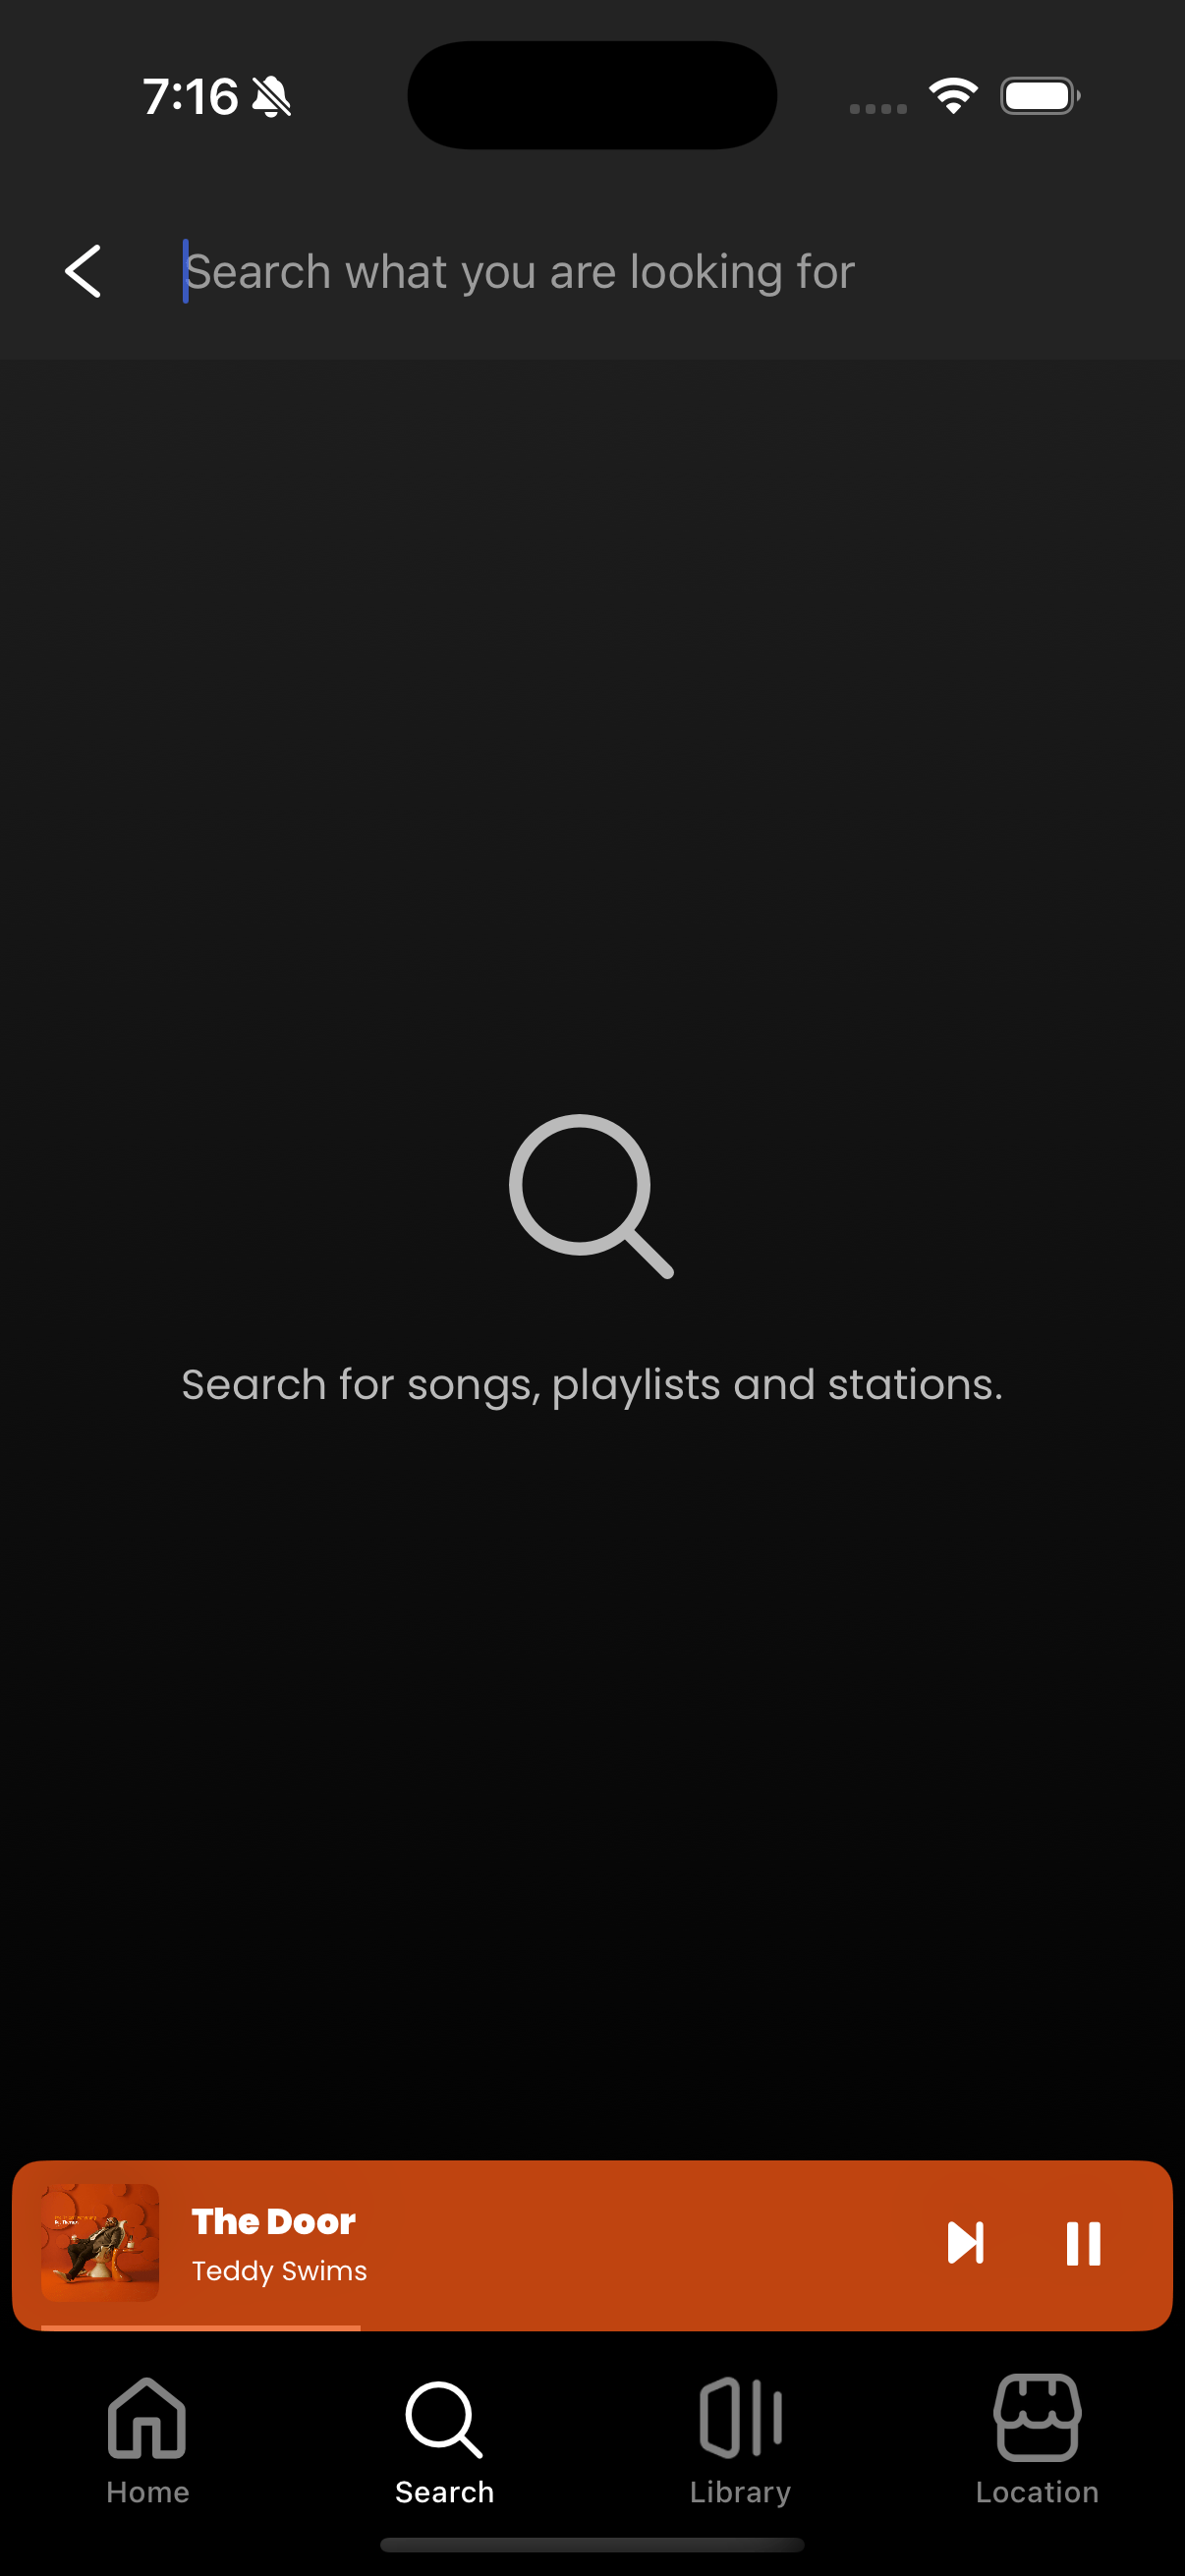 7:16
Search what you are looking for
Search for songs, playlists and stations.
The Door
Teddy Swims
Home
Search
Library
Location